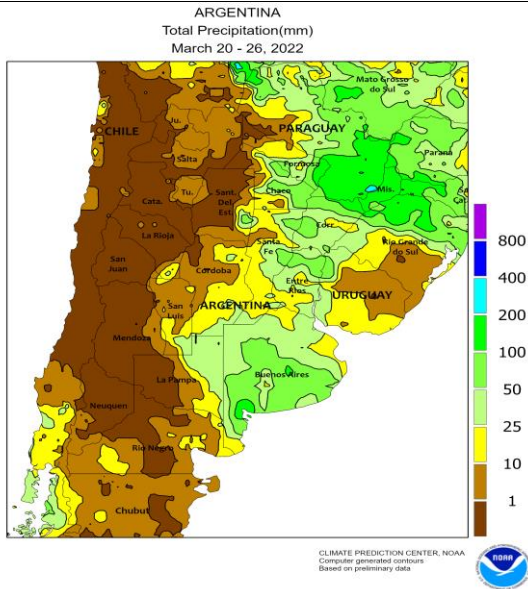 ARGENTINA
Total Precipitation(mm)
March 20 - 26, 2022
Mato Grosso
do Sul
Ju.
CHILE
PARAGUAY
Parana
Salta
Formosa
Tu.
Sant.
Del
Est.
Chaco
Mis.
Cata.
La Rioja
Corr.
Santa
Fe
Rio Grande
do Sul
San
Juan
Cordoba
Entre
Rios
San
Luis
ARGENTINA
URUGUAY
Mendoza
La Pampa
Buenos Aires
Neuquen
Rio Negro
Chubut
800
400
200
100
50
25
10
1
CLIMATE PREDICTION CENTER, NOAA
Computer generated contours
Based on preliminary data
NOAA